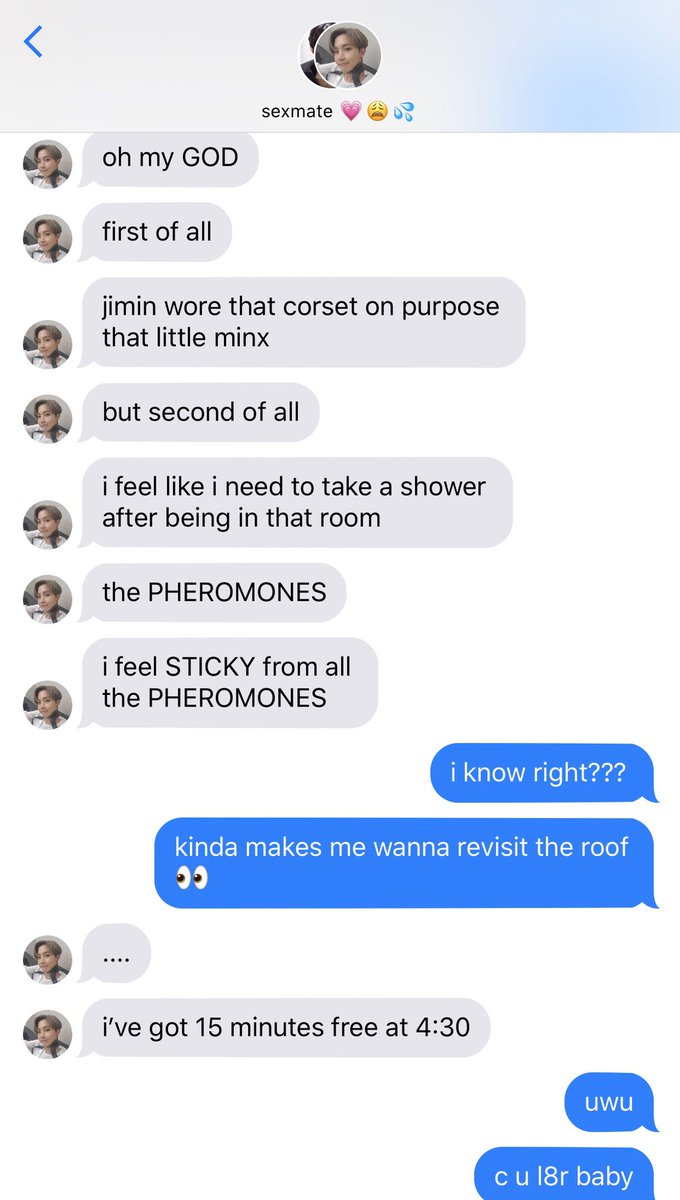 sexmate 💗 😩 💦
oh my GOD
first of all
jimin wore that corset on purpose
that little minx
but second of all
i feel like i need to take a shower
after being in that room
the PHEROMONES
i feel STICKY from all
the PHEROMONES
i know right???
kinda makes me wanna revisit the roof
👀
....
i’ve got 15 minutes free at 4:30
uwu
c u l8r baby